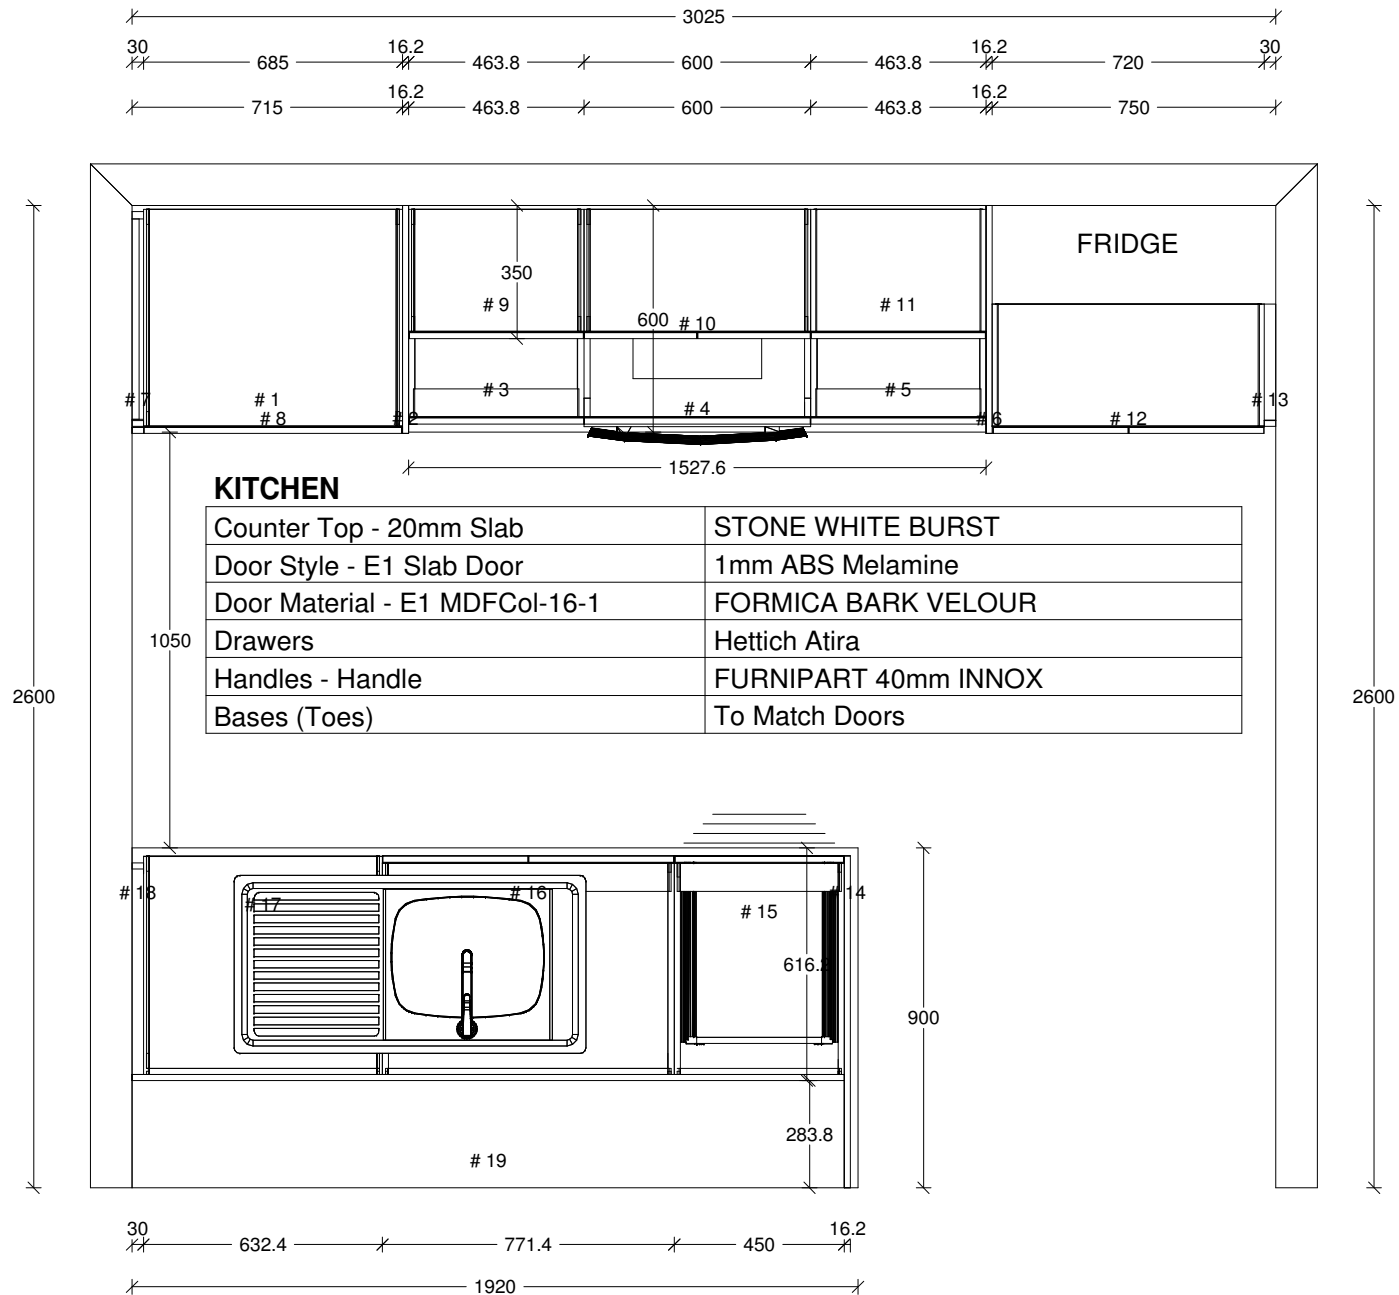 3025
30 685 16.2 463.8 600 463.8 16.2 720 30
715 16.2 463.8 600 463.8 16.2 750
FRIDGE
350
# 9
600
# 10
# 11
# 3
# 5
# 7
# 1
# 4
# 13
# 8
# 2
# 6
# 12
1527.6
KITCHEN
Counter Top - 20mm Slab STONE WHITE BURST
Door Style - E1 Slab Door 1mm ABS Melamine
Door Material - E1 MDFCol-16-1 FORMICA BARK VELOUR
Drawers Hettich Atira
Handles - Handle FURNIPART 40mm INNOX
Bases (Toes) To Match Doors
1050
2600
2600
# 18
# 17
# 16
# 14
# 15
616.2
900
283.8
# 19
30 632.4 771.4 450 16.2
1920